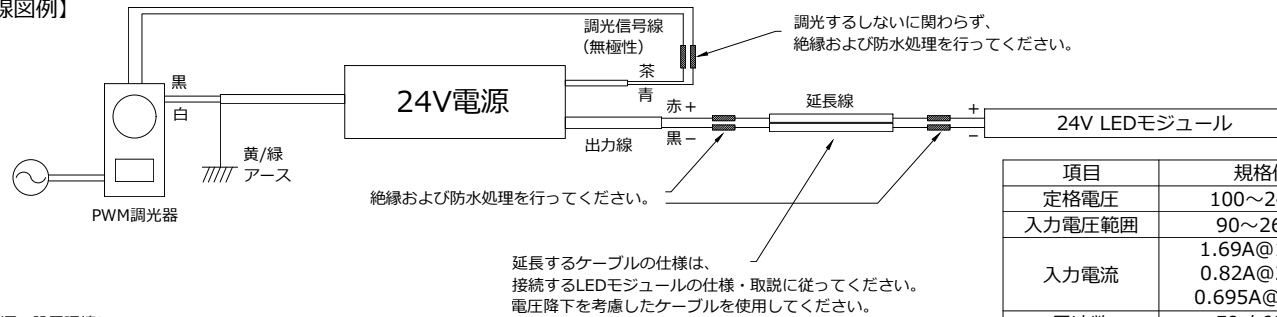 線図例】
調光信号線
(無極性)
調光するしないに関わらず、
絶縁および防水処理を行ってください。
黒
白
24V電源
茶
青
赤 +
黒 −
出力線
延長線
+
−
24V LEDモジュール
黄/緑
アース
PWM調光器
絶縁および防水処理を行ってください。
延長するケーブルの仕様は、
接続するLEDモジュールの仕様・取説に従ってください。
電圧降下を考慮したケーブルを使用してください。
項目 規格
定格電圧 100～2
入力電圧範囲 90～26
入力電流
1.69A@
0.82A@
0.695A@